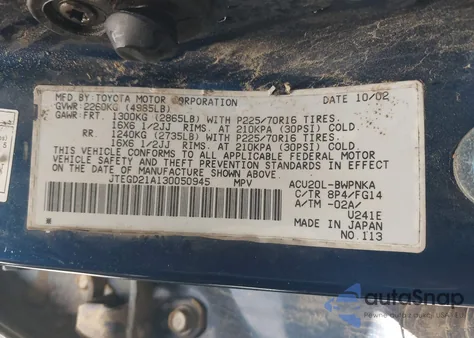 MFD BY TOYOTA MOTOR CORPORATION DATE 10/02
GVWR 2260KG (4985LB)
GAWR FRT 1300KG (2865LB) WITH P225/70R16 TIRES,
16X6 1/2JJ RIMS, AT 210KPA (30PSI) COLD
RR 1240KG (2735LB) WITH P225/70R16 TIRES,
16X6 1/2JJ RIMS, AT 210KPA (30PSI) COLD
THIS VEHICLE CONFORMS TO ALL APPLICABLE FEDERAL MOTOR
VEHICLE SAFETY AND THEFT PREVENTION STANDARDS IN
EFFECT ON THE DATE OF MANUFACTURE SHOWN ABOVE.
JTEGD21A130050945 MPV ACU20L-BWPNKA
C/TR 8P4/FG14
A/TM -02A/
U241E
MADE IN JAPAN
NO.113
autoSnap